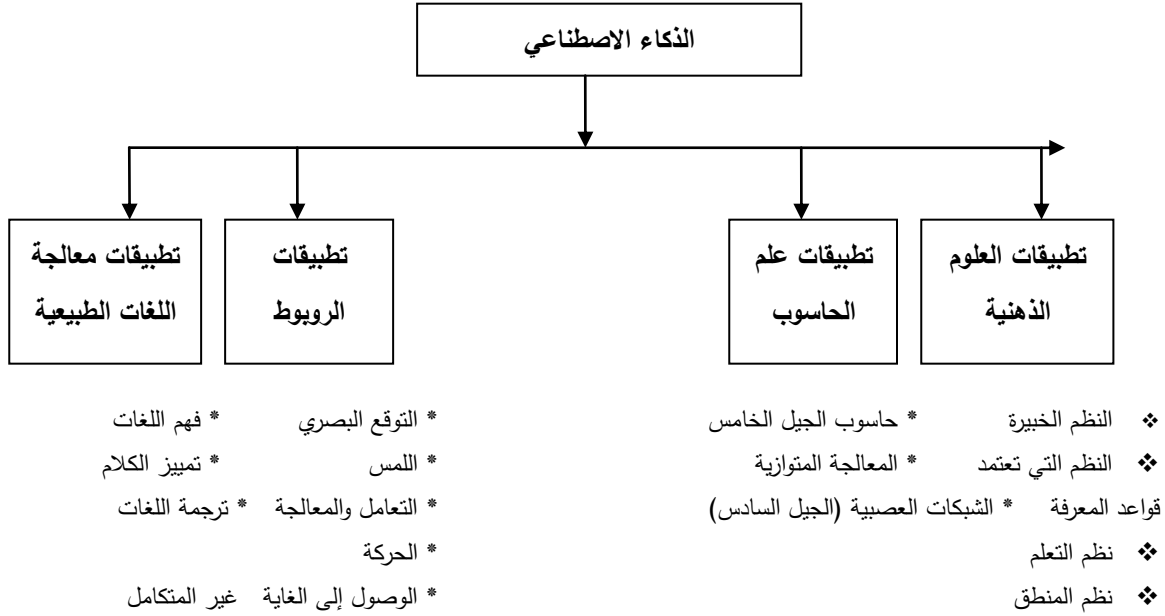 الذكاء الاصطناعي
تطبيقات العلوم
الذهنية
تطبيقات علم
الحاسوب
تطبيقات
الروبوط
تطبيقات معالجة
اللغات الطبيعية
❖ النظم الخبيرة * حاسوب الجيل الخامس * التوقع البصري * فهم اللغات
❖ النظم التي تعتمد * المعالجة المتوازية * اللمس * تمييز الكلام
قواعد المعرفة * الشبكات العصبية (الجيل السادس) * التعامل والمعالجة * ترجمة اللغات
❖ نظم التعلم * الحركة
❖ نظم المنطق * الوصول إلى الغاية غير المتكامل